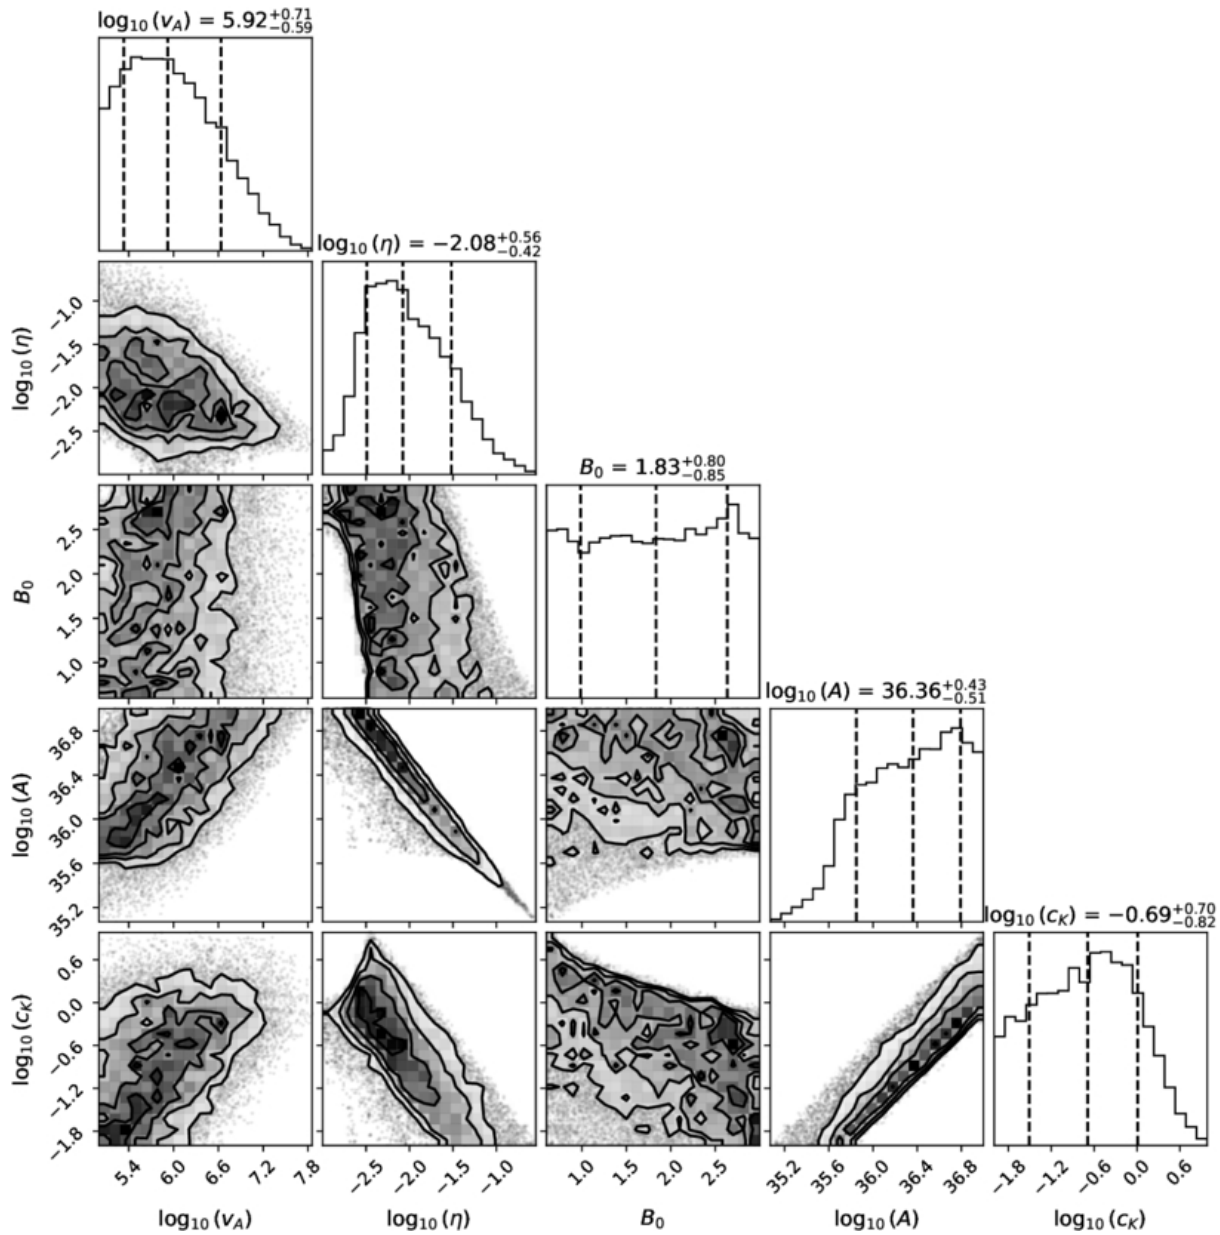 log₁₀(v_A) = 5.92^{+0.71}_{−0.59}
log₁₀(η) = −2.08^{+0.56}_{−0.42}
−1.0
−1.5
−2.0
−2.5
log₁₀(η)
B₀ = 1.83^{+0.80}_{−0.85}
2.5
2.0
1.5
1.0
B₀
log₁₀(A) = 36.36^{+0.43}_{−0.51}
36.8
36.4
36.0
35.6
35.2
log₁₀(A)
log₁₀(c_K) = −0.69^{+0.70}_{−0.82}
0.6
0.0
−0.6
−1.2
−1.8
log₁₀(c_K)
5.4 6.0 6.6 7.2 7.8 −2.5 −2.0 −1.5 −1.0 1.0 1.5 2.0 2.5 35.2 35.6 36.0 36.4 36.8 −1.8 −1.2 −0.6 0.0 0.6
log₁₀(v_A) log₁₀(η) B₀ log₁₀(A) log₁₀(c_K)